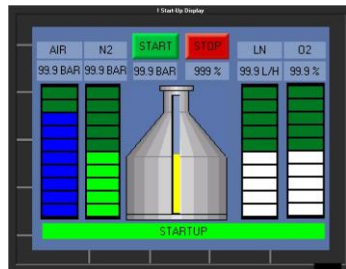 1 Start-Up Display
AIR N2 START STOP LN O2
99.9 BAR 99.9 BAR 99.9 BAR 999 % 99.9 L/H 99.9 %
STARTUP